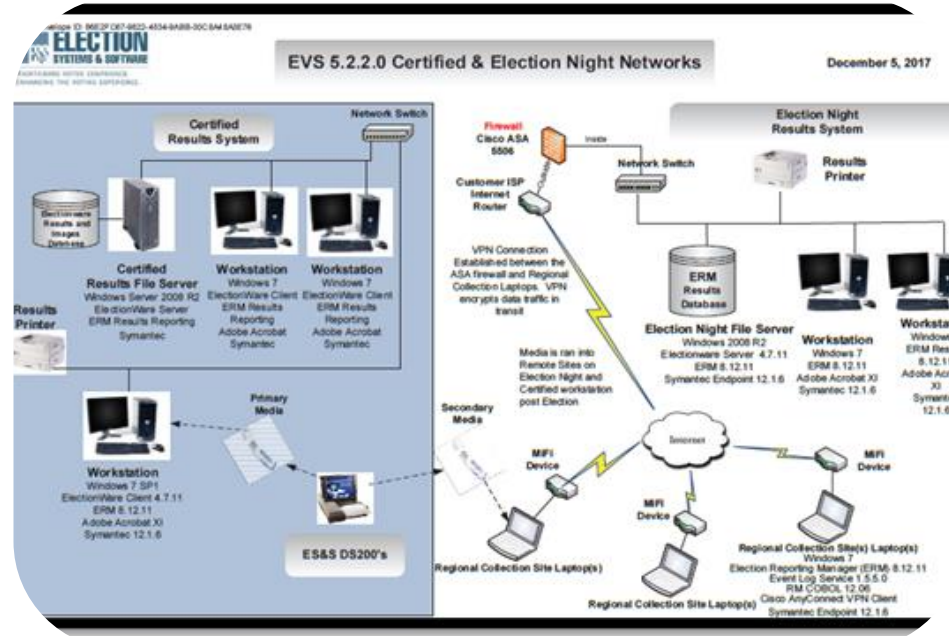 ELECTION
SYSTEMS & SOFTWARE
EVS 5.2.2.0 Certified & Election Night Networks
December 5, 2017
Certified
Results System
Network Switch
Electionware
Results and
Images
Database
Certified
Results File Server
Windows Server 2008 R2
ElectionWare Server
ERM Results Reporting
Symantec
Workstation
Windows 7
ElectionWare Client
ERM Results
Reporting
Adobe Acrobat
Symantec
Workstation
Windows 7
ElectionWare Client
ERM Results
Reporting
Adobe Acrobat
Symantec
Results
Printer
Workstation
Windows 7 SP1
ElectionWare Client 4.7.11
ERM 8.12.11
Adobe Acrobat XI
Symantec 12.1.6
Primary
Media
ES&S DS200's
Secondary
Media
Firewall
Cisco ASA
5506
Inside
Outside
Network Switch
Customer ISP
Internet
Router
VPN Connection
Established between the
ASA firewall and Regional
Collection Laptops. VPN
encrypts data traffic in
transit
Media is ran into
Remote Sites on
Election Night and
Certified workstation
post Election
Election Night
Results System
Results
Printer
ERM
Results
Database
Election Night File Server
Windows 2008 R2
Electionware Server 4.7.11
ERM 8.12.11
Symantec Endpoint 12.1.6
Workstation
Windows 7
ERM 8.12.11
Adobe Acrobat XI
Symantec 12.1.6
Internet
MiFi
Device
MiFi
Device
MiFi
Device
Regional Collection Site Laptop(s)
Regional Collection Site Laptop(s)
Regional Collection Site(s) Laptop(s)
Windows 7
Election Reporting Manager (ERM) 8.12.11
Event Log Service 1.5.5.0
RM COBOL 12.06
Cisco AnyConnect VPN Client
Symantec Endpoint 12.1.6